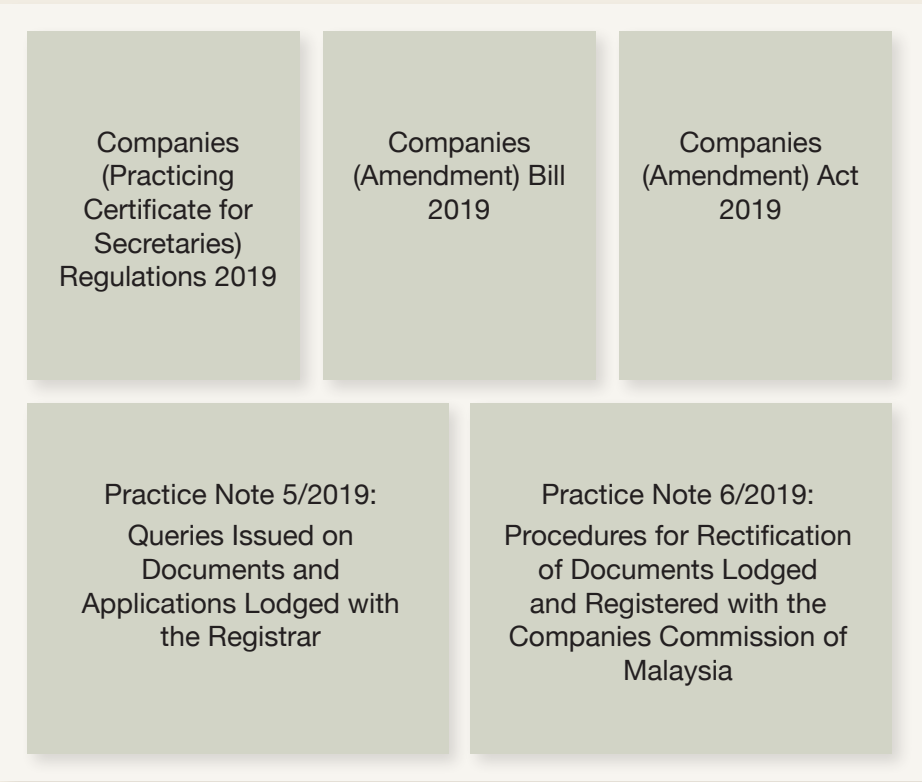 Companies
(Practicing
Certificate for
Secretaries)
Regulations 2019
Companies
(Amendment) Bill
2019
Companies
(Amendment) Act
2019
Practice Note 5/2019:
Queries Issued on
Documents and
Applications Lodged with
the Registrar
Practice Note 6/2019:
Procedures for Rectification
of Documents Lodged
and Registered with the
Companies Commission of
Malaysia